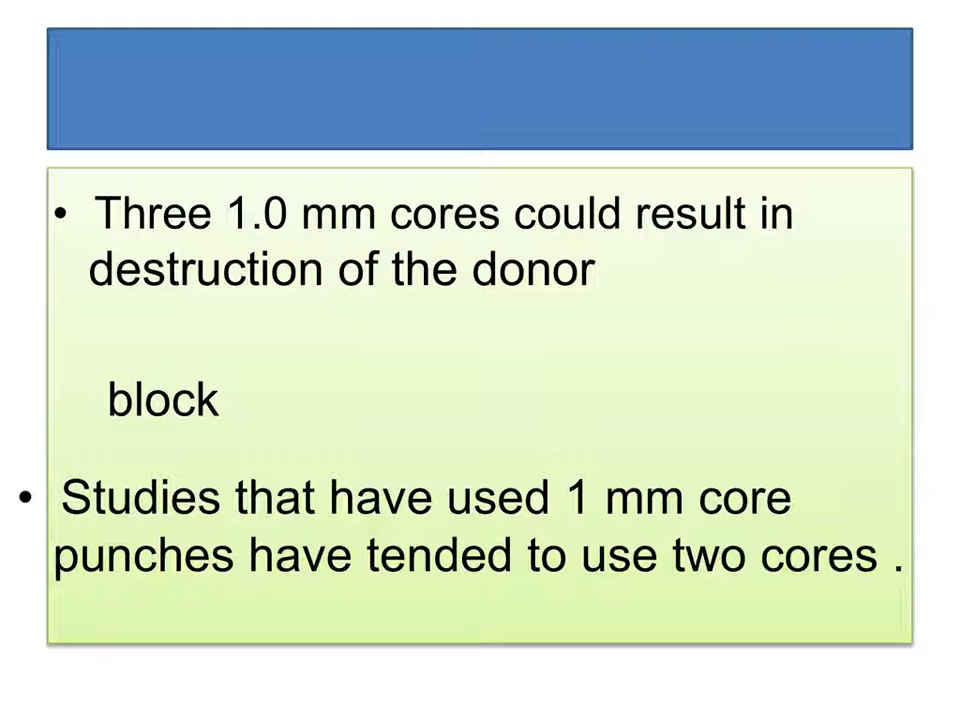 • Three 1.0 mm cores could result in
destruction of the donor
block
• Studies that have used 1 mm core
punches have tended to use two cores .